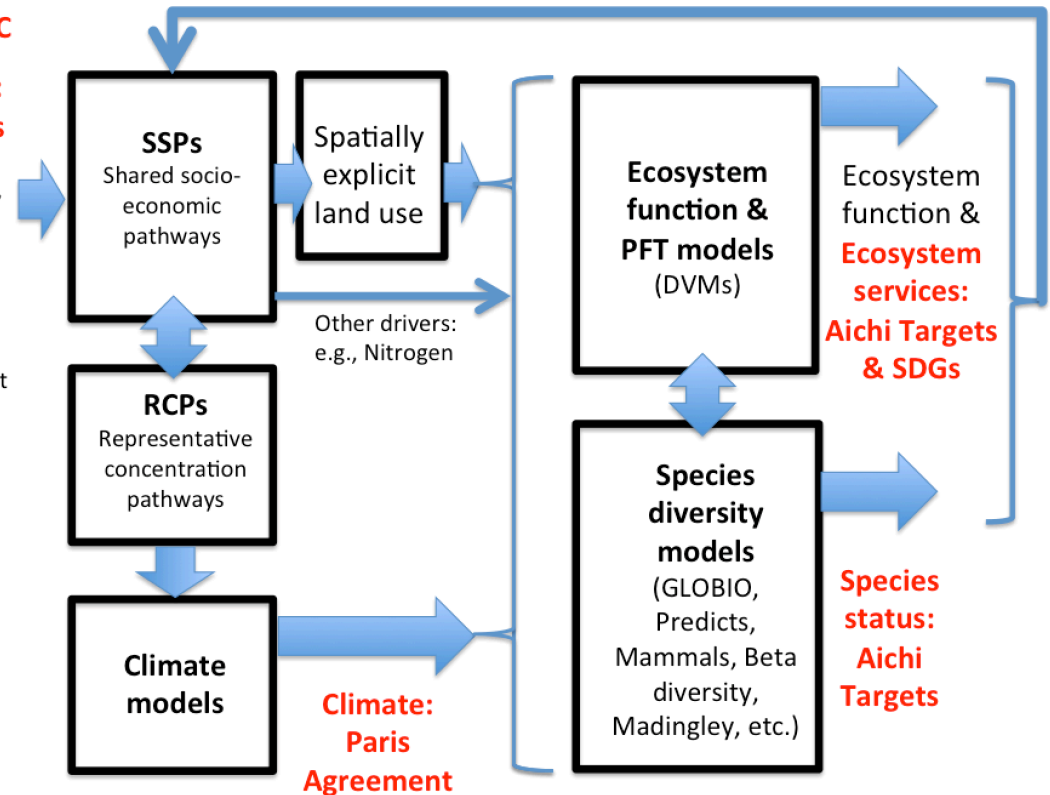 SSPs
Shared socio-
economic
pathways
Spatially
explicit
land use
Other drivers:
e.g., Nitrogen
RCPs
Representative
concentration
pathways
Climate
models
Climate:
Paris
Agreement
Ecosystem
function &
PFT models
(DVMs)
Species
diversity
models
(GLOBIO,
Predicts,
Mammals, Beta
diversity,
Madingley, etc.)
Ecosystem
function &
Ecosystem
services:
Aichi Targets
& SDGs
Species
status:
Aichi
Targets